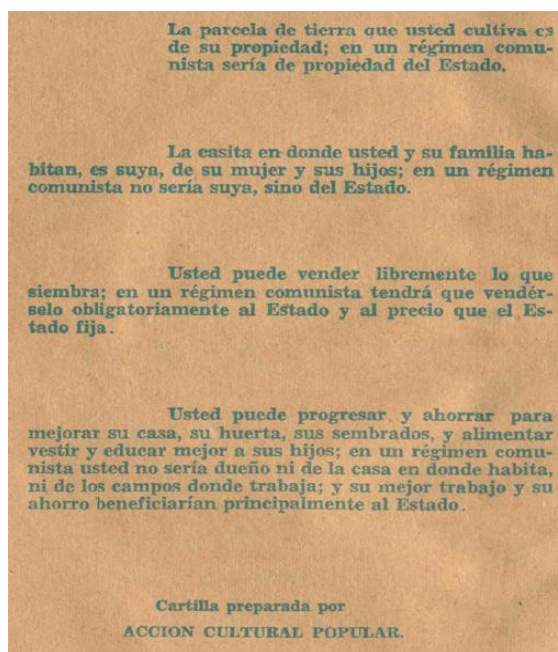 La parcela de tierra que usted cultiva es
de su propiedad; en un régimen comu-
nista sería de propiedad del Estado.
La casita en donde usted y su familia ha-
bitan, es suya, de su mujer y sus hijos; en un régimen
comunista no sería suya, sino del Estado.
Usted puede vender libremente lo que
siembra; en un régimen comunista tendrá que vendér-
selo obligatoriamente al Estado y al precio que el Es-
tado fija.
Usted puede progresar y ahorrar para
mejorar su casa, su huerta, sus sembrados, y alimentar
vestir y educar mejor a sus hijos; en un régimen comu-
nista usted no sería dueño ni de la casa en donde habita,
ni de los campos donde trabaja; y su mejor trabajo y su
ahorro beneficiarían principalmente al Estado.
Cartilla preparada por
ACCION CULTURAL POPULAR.